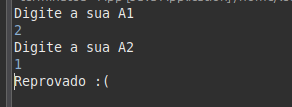 Digite a sua A1
2
Digite a sua A2
1
Reprovado :(